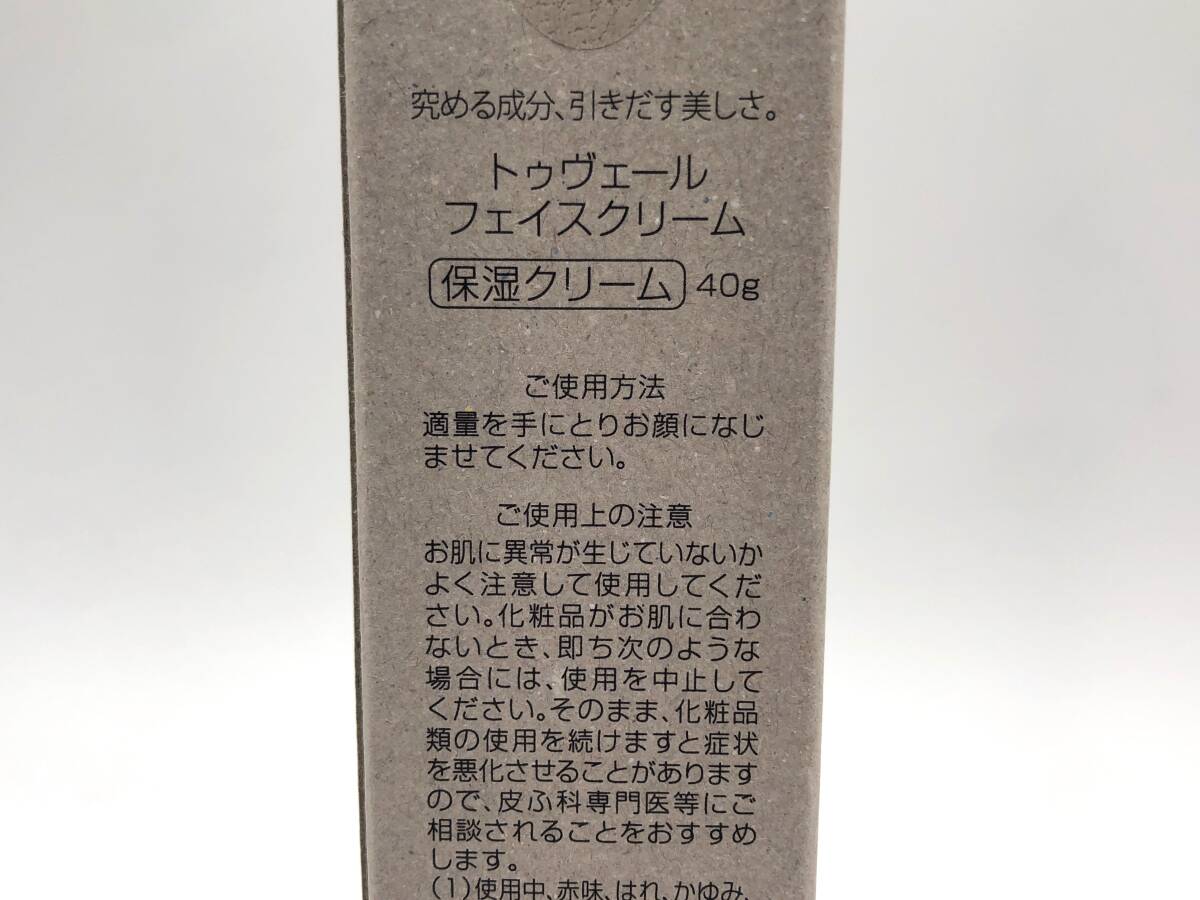 究める成分、引きだす美しさ。
トゥヴェール
フェイスクリーム
保湿クリーム 40g
ご使用方法
適量を手にとりお顔になじ
ませてください。
ご使用上の注意
お肌に異常が生じていないか
よく注意して使用してくだ
さい。化粧品がお肌に合わ
ないとき、即ち次のような
場合には、使用を中止して
ください。そのまま、化粧品
類の使用を続けますと症状
を悪化させることがあります
ので、皮ふ科専門医等にご
相談されることをおすすめ
します。
(1)使用中、赤味、はれ、かゆみ、